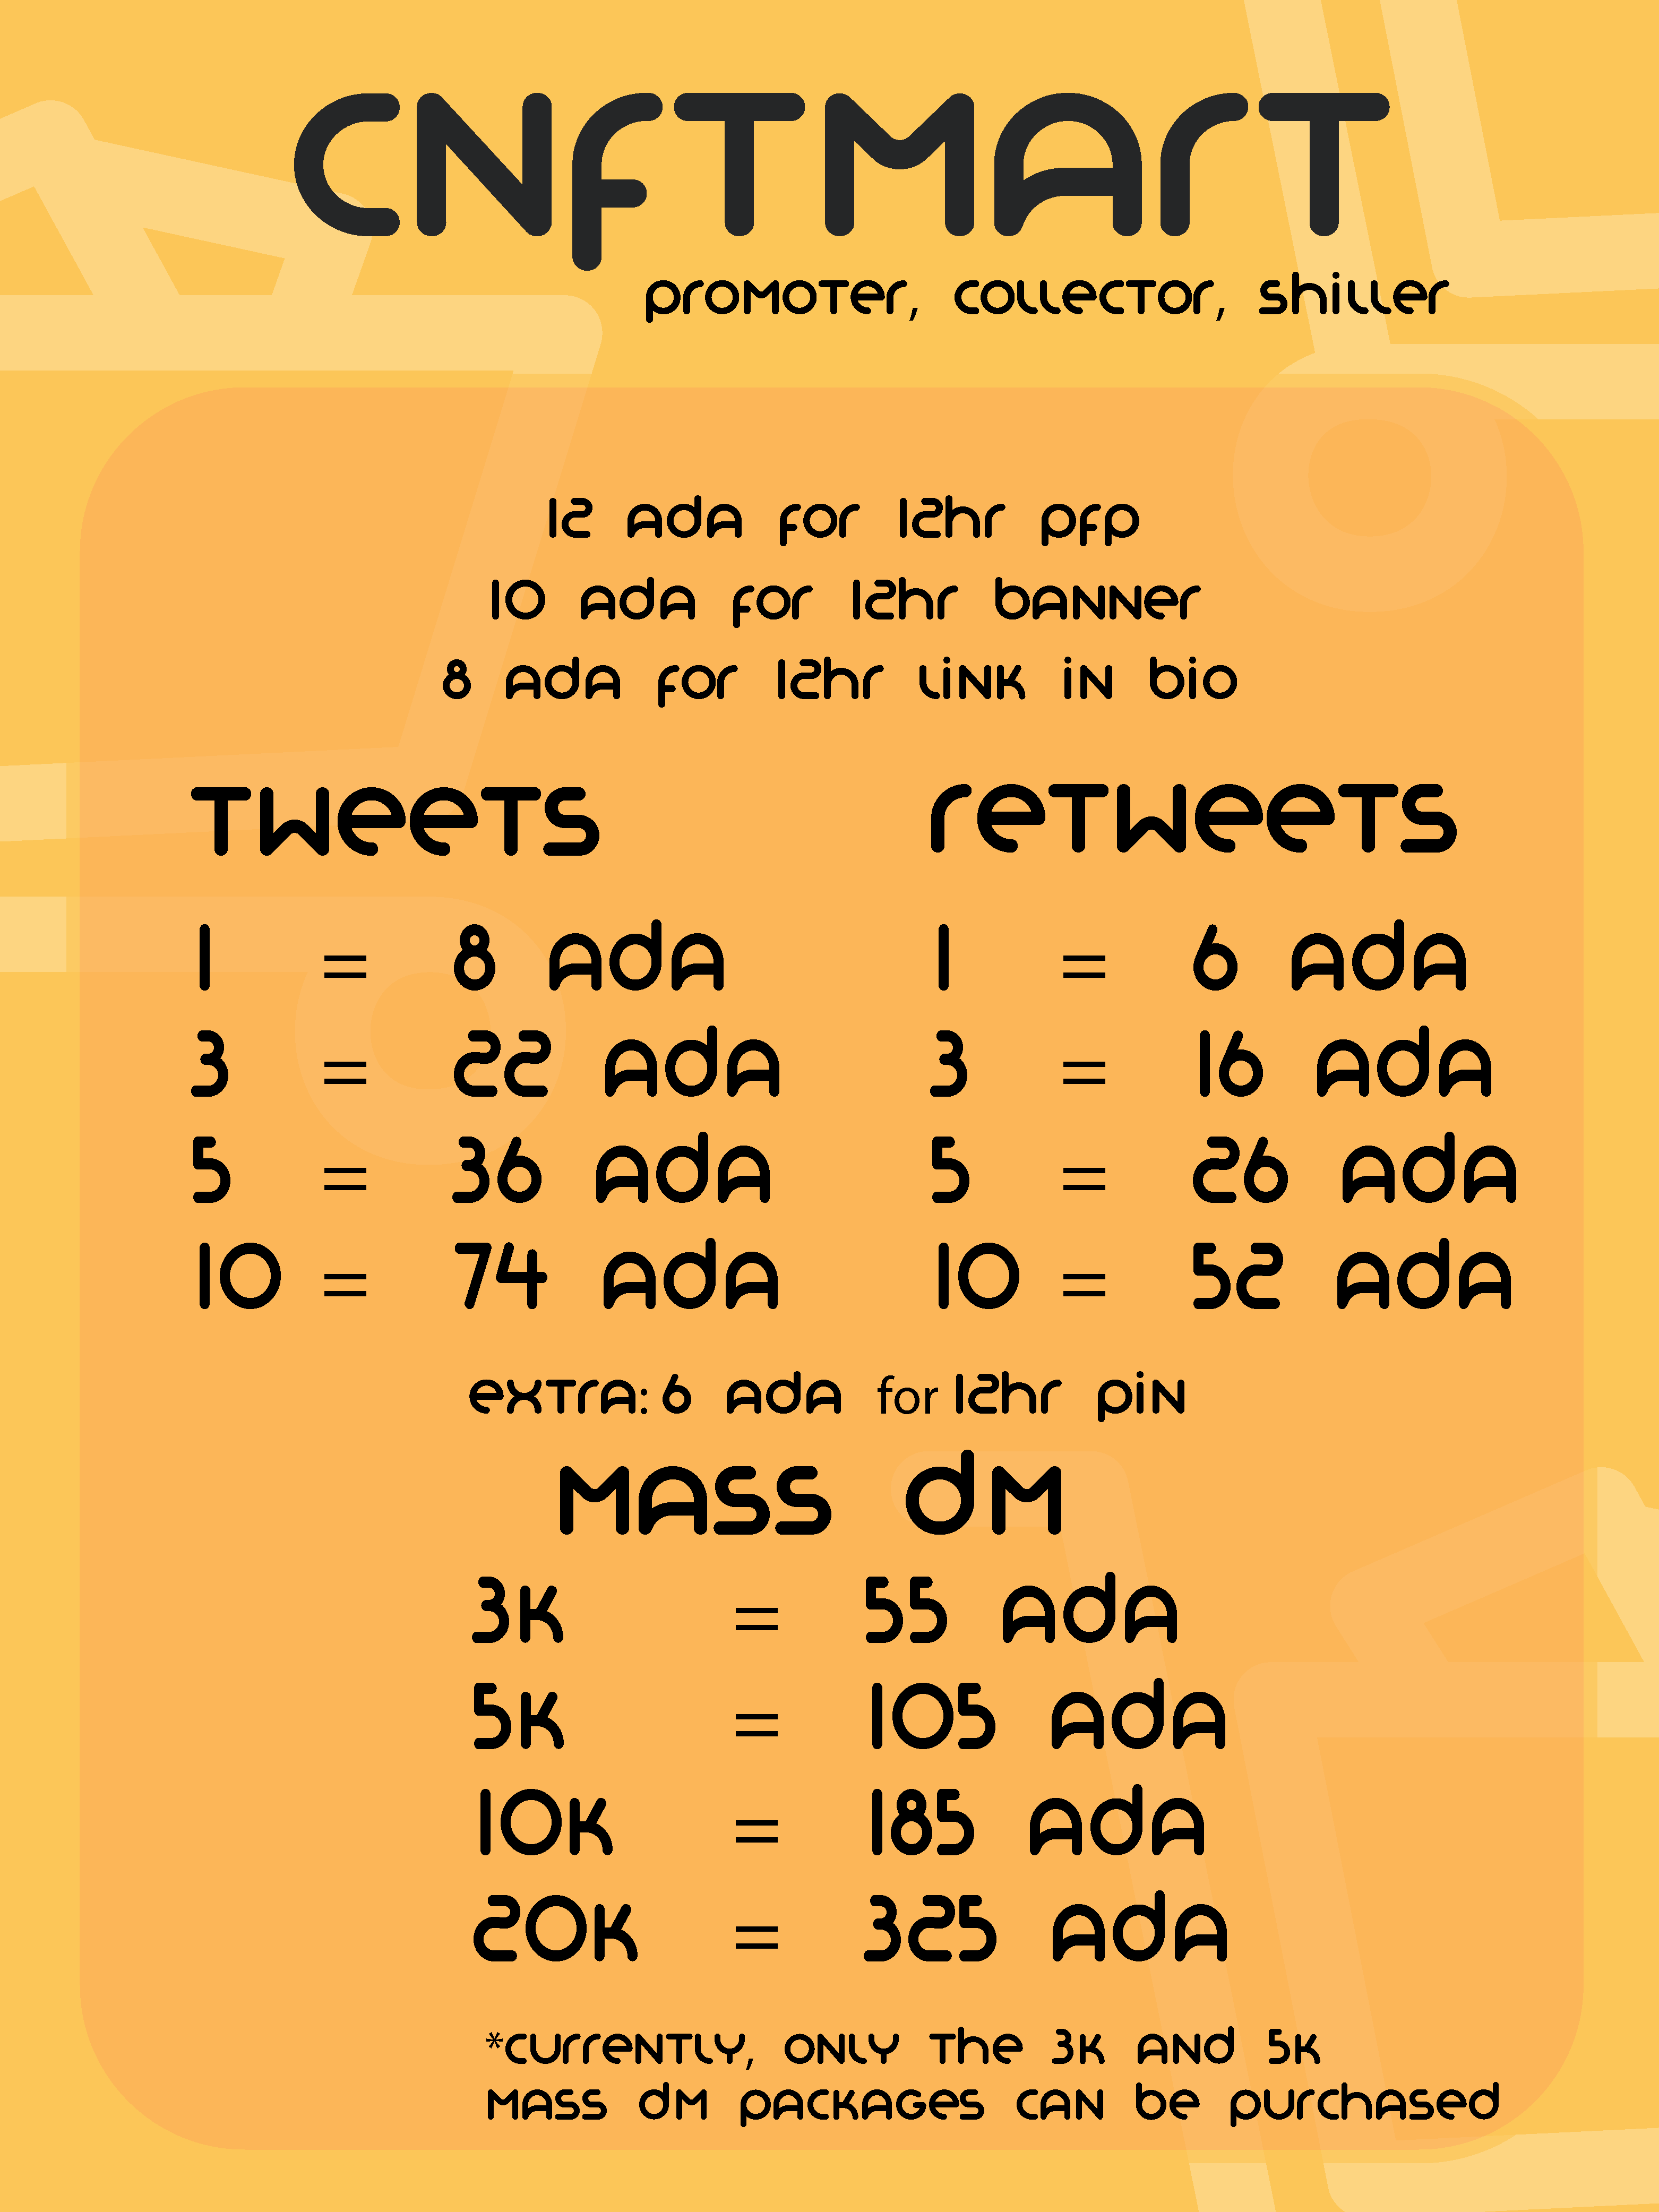 CNFTMART
promoter, collector, shiller
12 ADA for 12hr pfp
10 ADA for 12hr banner
8 ADA for 12hr link in bio
Tweets
1 = 8 ADA
3 = 22 ADA
5 = 36 ADA
10 = 74 ADA
Retweets
1 = 6 ADA
3 = 16 ADA
5 = 26 ADA
10 = 52 ADA
extra: 6 ADA for 12hr pin
Mass DM
3k = 55 ADA
5k = 105 ADA
10k = 185 ADA
20k = 325 ADA
*currently, only the 3k and 5k
mass dm packages can be purchased